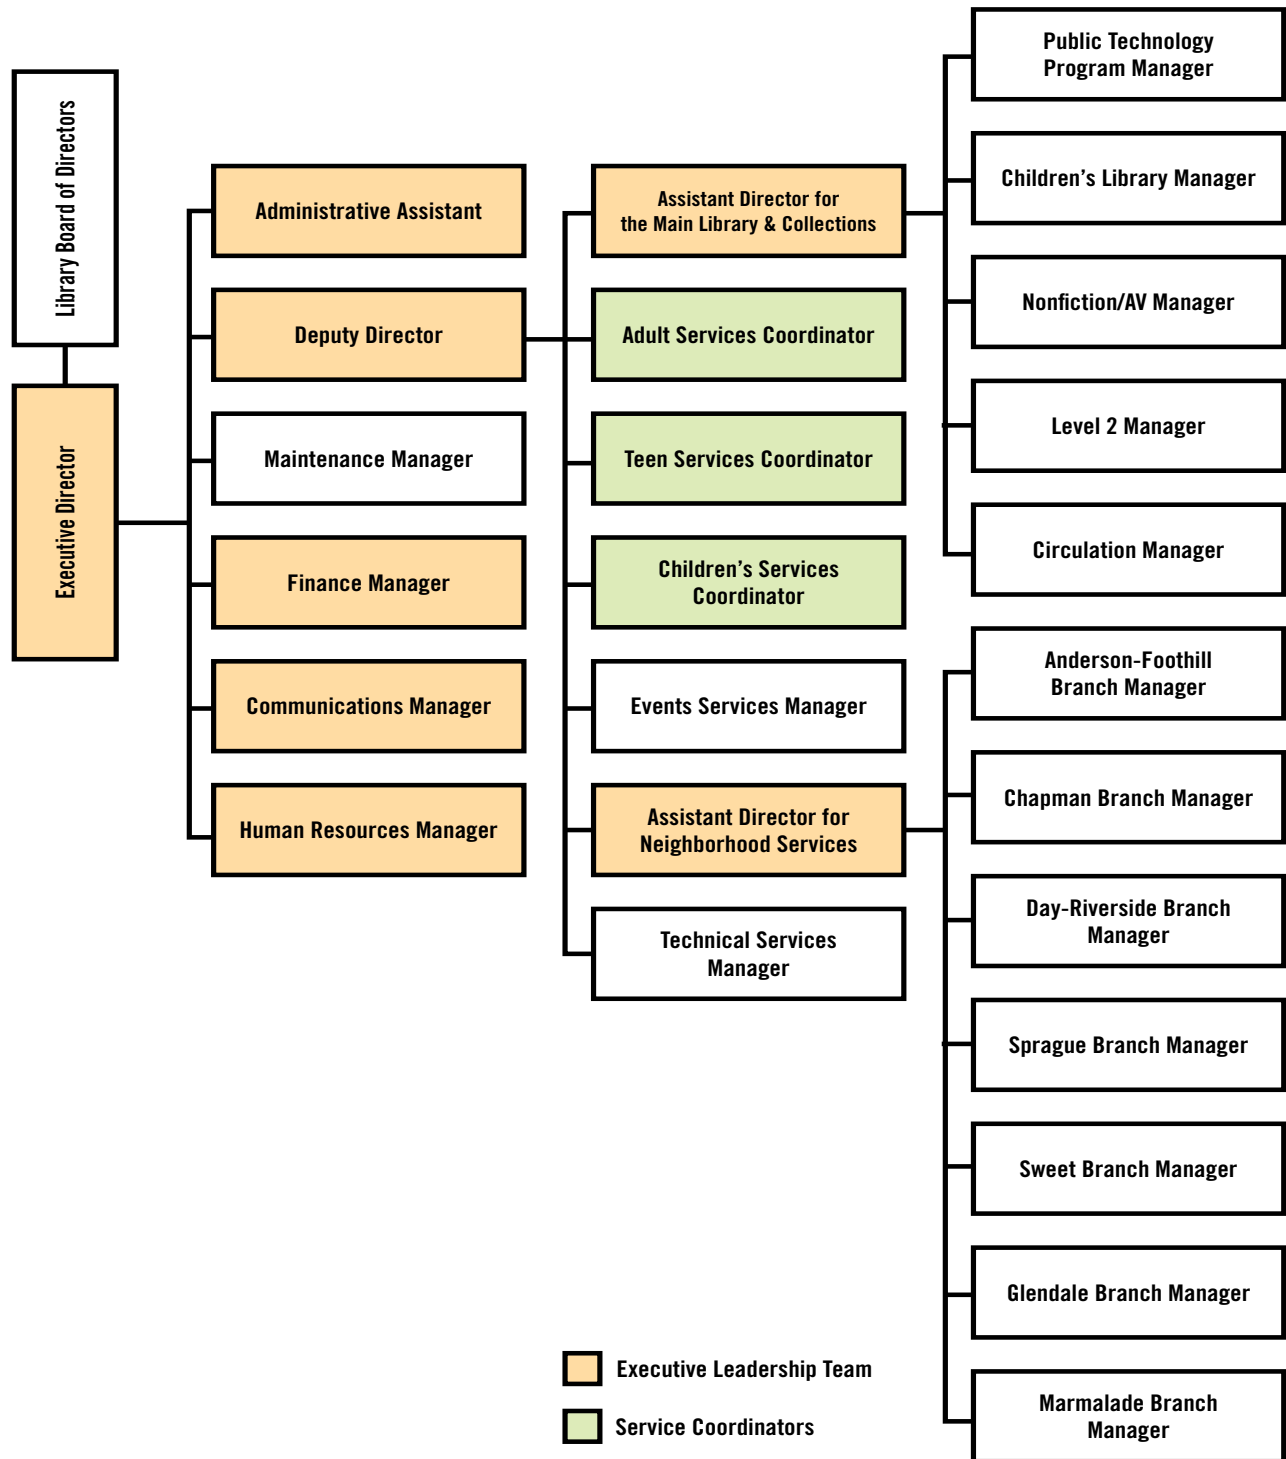 Library Board of Directors
Executive Director
Administrative Assistant
Deputy Director
Maintenance Manager
Finance Manager
Communications Manager
Human Resources Manager
Assistant Director for
the Main Library & Collections
Adult Services Coordinator
Teen Services Coordinator
Children’s Services
Coordinator
Events Services Manager
Assistant Director for
Neighborhood Services
Technical Services
Manager
Public Technology
Program Manager
Children’s Library Manager
Nonfiction/AV Manager
Level 2 Manager
Circulation Manager
Anderson-Foothill
Branch Manager
Chapman Branch Manager
Day-Riverside Branch
Manager
Sprague Branch Manager
Sweet Branch Manager
Glendale Branch Manager
Marmalade Branch
Manager
Executive Leadership Team
Service Coordinators